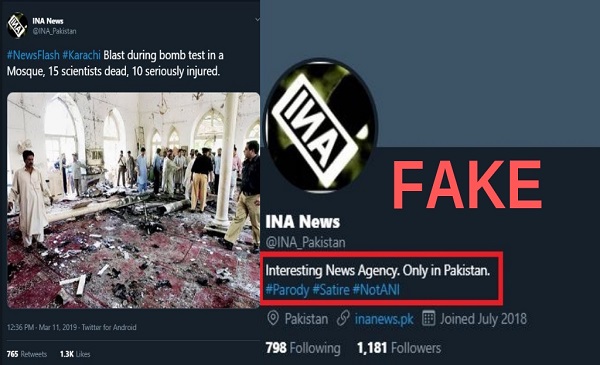 INA News
@INA_Pakistan
#NewsFlash #Karachi Blast during bomb test in a
Mosque, 15 scientists dead, 10 seriously injured.
12:36 PM - Mar 11, 2019 - Twitter for Android
765 Retweets 1.3K Likes
INA
FAKE
INA News
@INA_Pakistan
Interesting News Agency. Only in Pakistan.
#Parody #Satire #NotANI
Pakistan inanews.pk Joined July 2018
798 Following 1,181 Followers